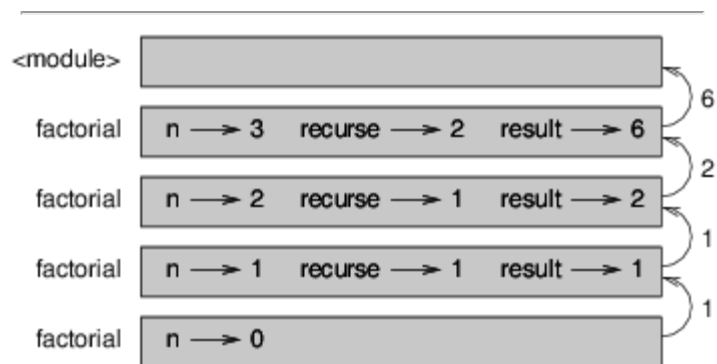 <module>
6
factorial n 3 recurse 2 result 6
2
factorial n 2 recurse 1 result 2
1
factorial n 1 recurse 1 result 1
1
factorial n 0